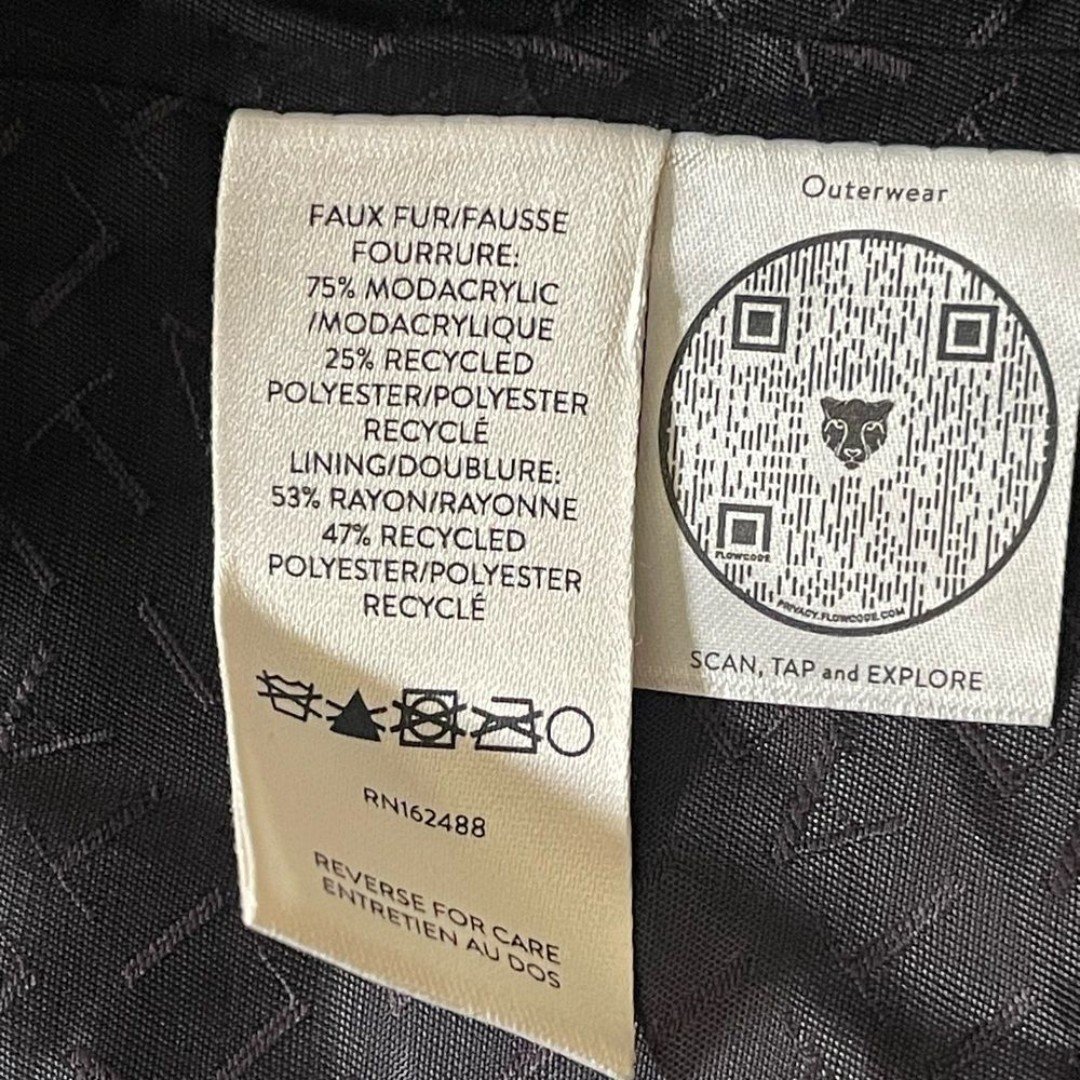 FAUX FUR/FAUSSE
FOURRURE:
75% MODACRYLIC
/MODACRYLIQUE
25% RECYCLED
POLYESTER/POLYESTER
RECYCLÉ
LINING/DOUBLURE:
53% RAYON/RAYONNE
47% RECYCLED
POLYESTER/POLYESTER
RECYCLÉ
RN162488
REVERSE FOR CARE
ENTRETIEN AU DOS
Outerwear
FLOWCODE
PRIVACY.FLOWCODE.COM
SCAN, TAP and EXPLORE